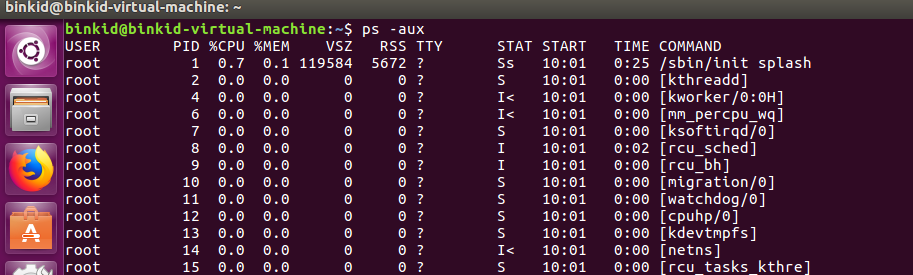 binkid@binkid-virtual-machine: ~
binkid@binkid-virtual-machine:~$ ps -aux
USER PID %CPU %MEM VSZ RSS TTY STAT START TIME COMMAND
root 1 0.7 0.1 119584 5672 ? Ss 10:01 0:25 /sbin/init splash
root 2 0.0 0.0 0 0 ? S 10:01 0:00 [kthreadd]
root 4 0.0 0.0 0 0 ? I< 10:01 0:00 [kworker/0:0H]
root 6 0.0 0.0 0 0 ? I< 10:01 0:00 [mm_percpu_wq]
root 7 0.0 0.0 0 0 ? S 10:01 0:00 [ksoftirqd/0]
root 8 0.0 0.0 0 0 ? I 10:01 0:02 [rcu_sched]
root 9 0.0 0.0 0 0 ? I 10:01 0:00 [rcu_bh]
root 10 0.0 0.0 0 0 ? S 10:01 0:00 [migration/0]
root 11 0.0 0.0 0 0 ? S 10:01 0:00 [watchdog/0]
root 12 0.0 0.0 0 0 ? S 10:01 0:00 [cpuhp/0]
root 13 0.0 0.0 0 0 ? S 10:01 0:00 [kdevtmpfs]
root 14 0.0 0.0 0 0 ? I< 10:01 0:00 [netns]
root 15 0.0 0.0 0 0 ? S 10:01 0:00 [rcu_tasks_kthre]